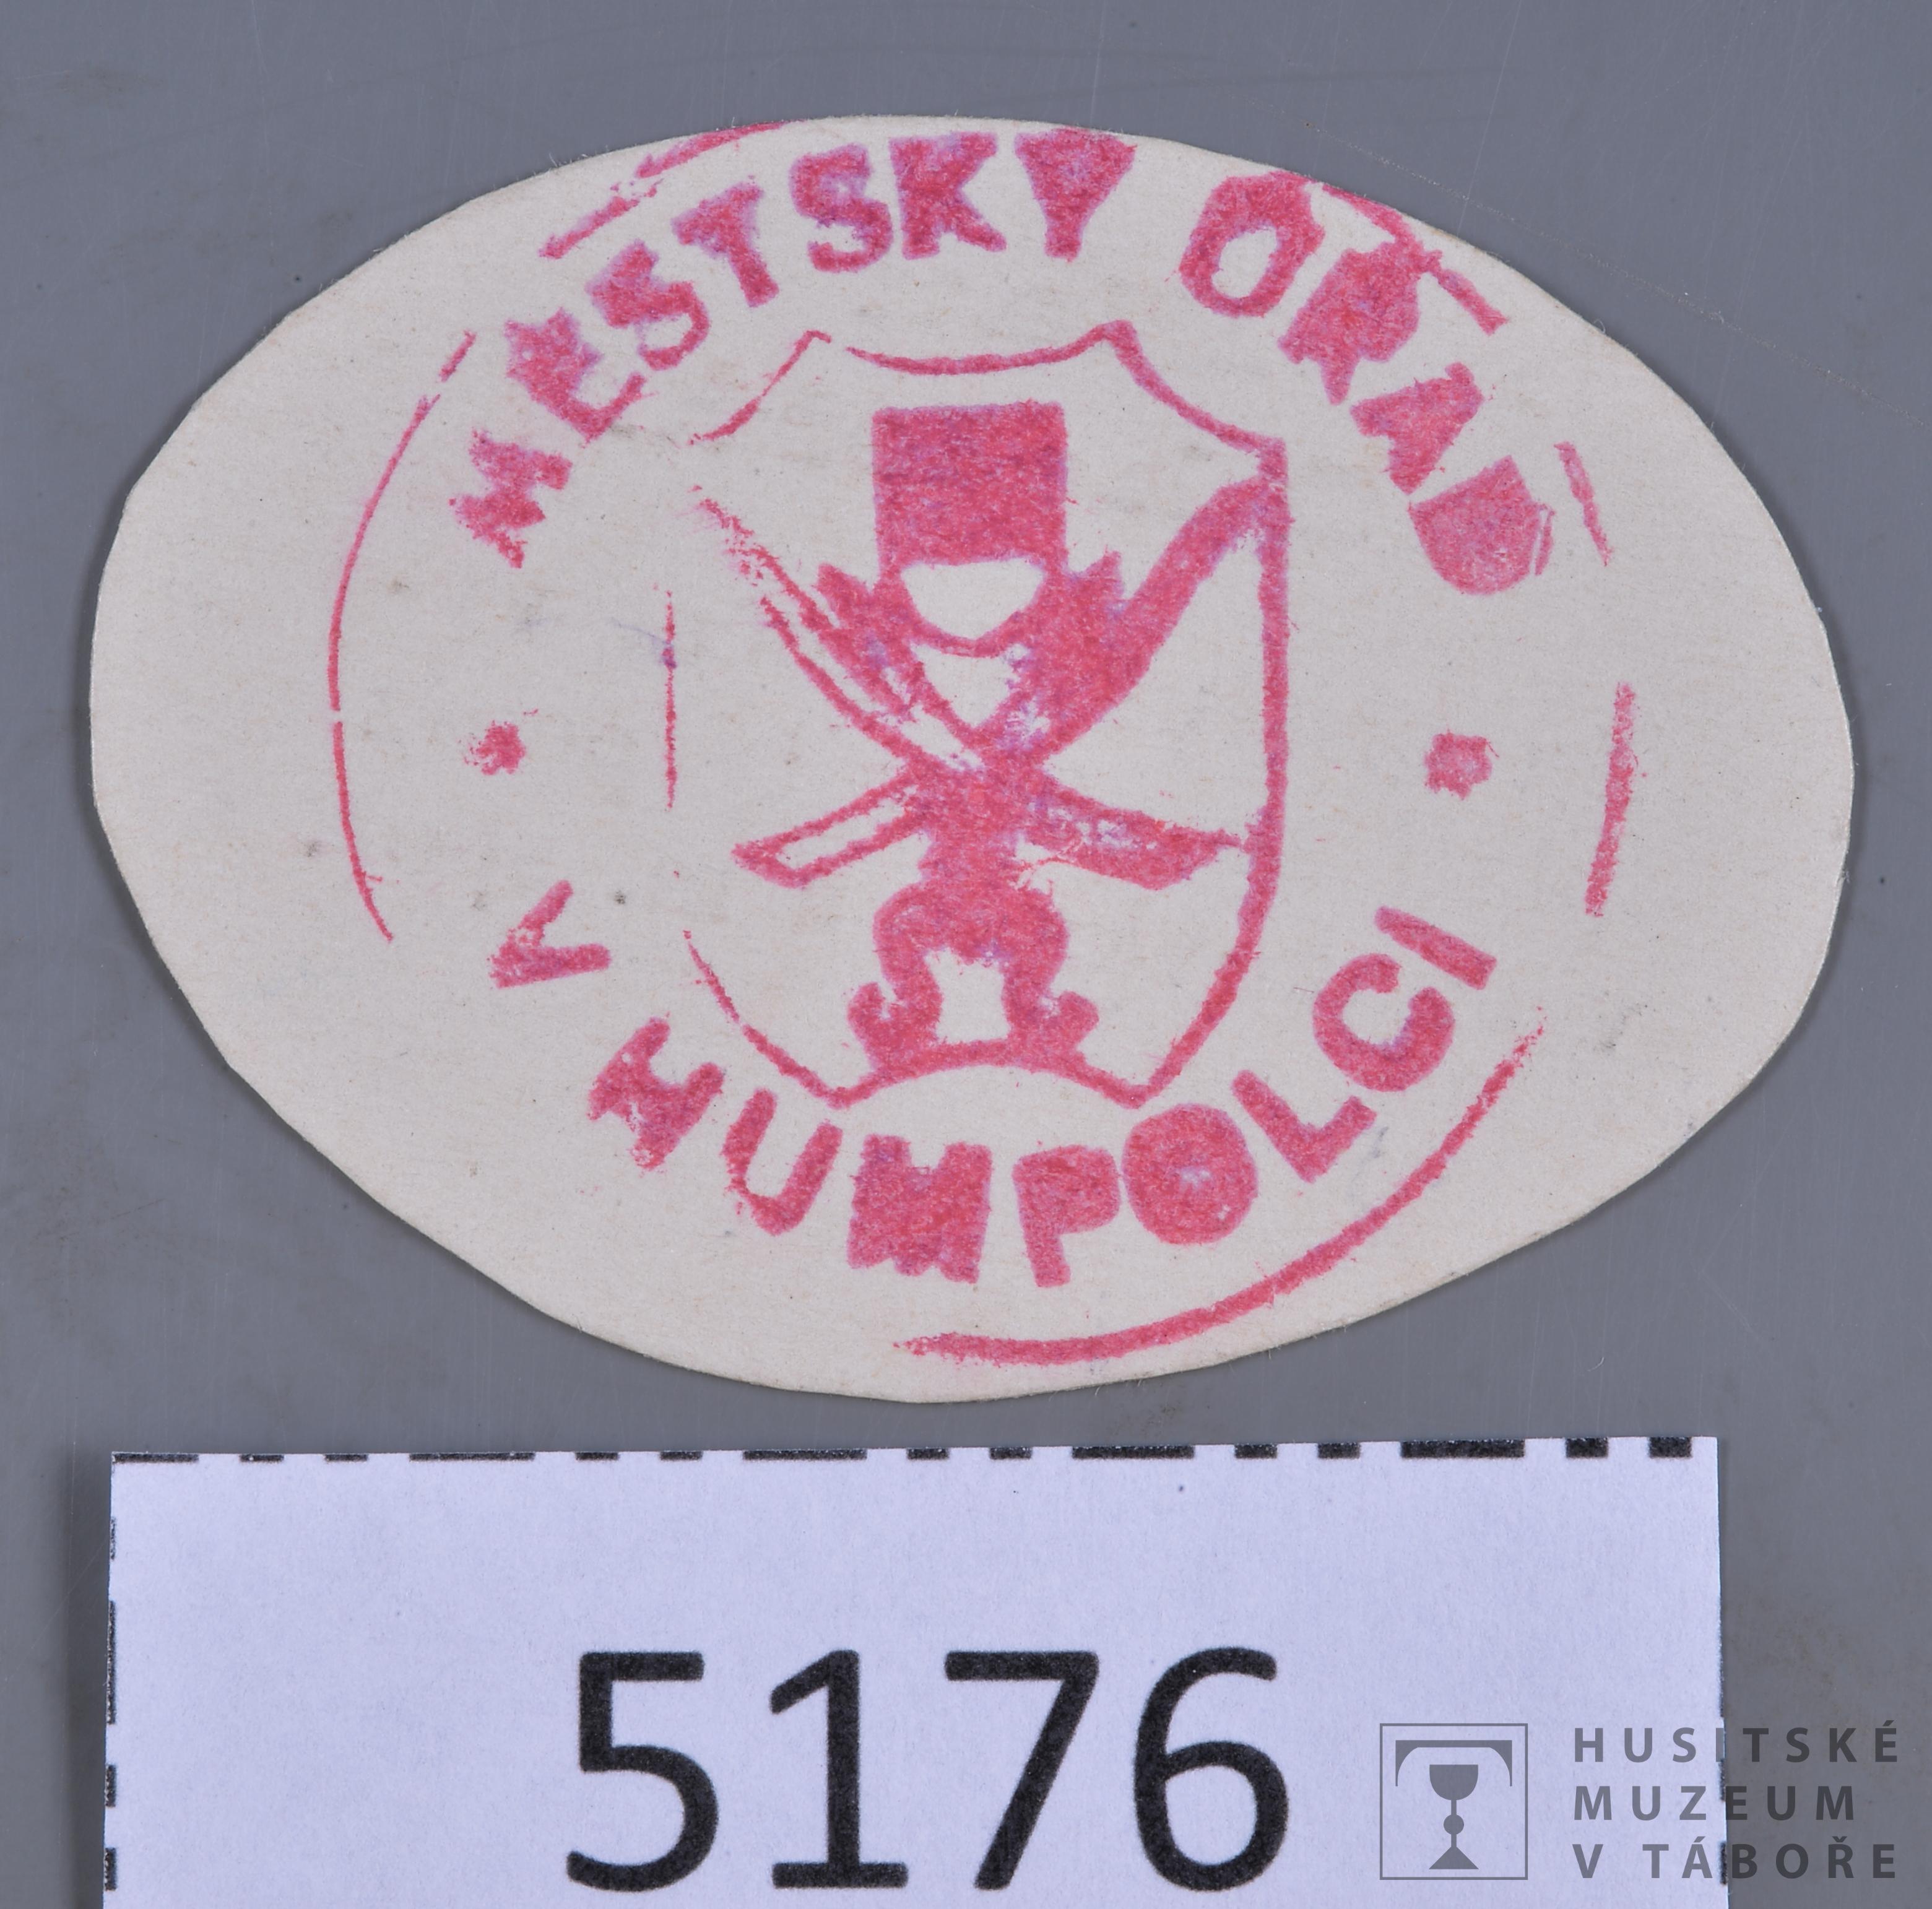 MĚSTSKÝ ÚŘAD
V HUMPOLCI
5176
HUSITSKÉ
MUZEUM
V TÁBOŘE